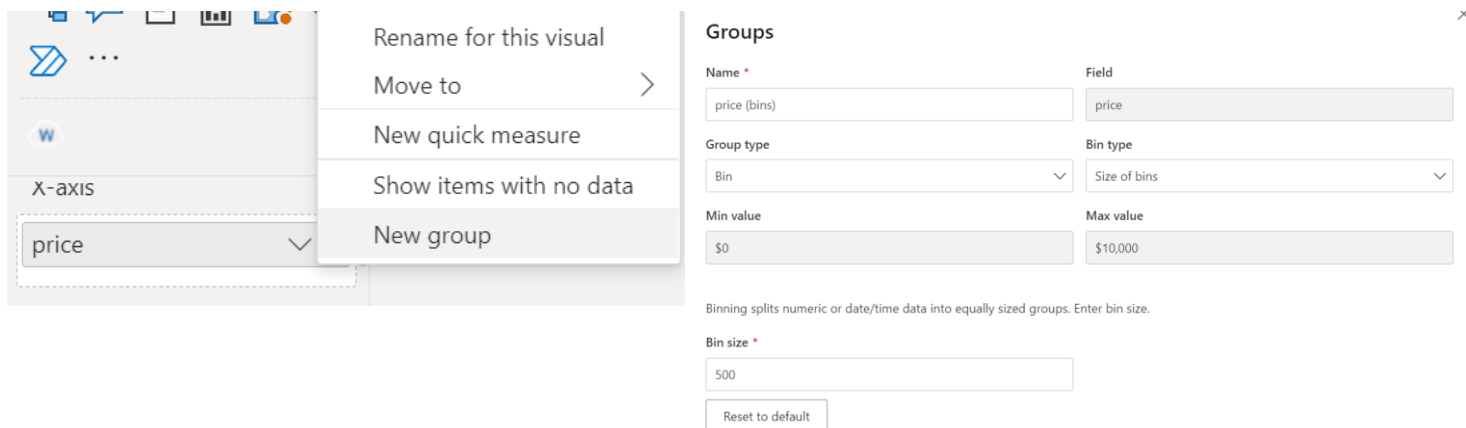 Rename for this visual
Move to
New quick measure
Show items with no data
New group
...
W
X-axis
price
Groups
Name *
Field
price (bins)
price
Group type
Bin type
Bin
Size of bins
Min value
Max value
$0
$10,000
Binning splits numeric or date/time data into equally sized groups. Enter bin size.
Bin size *
500
Reset to default